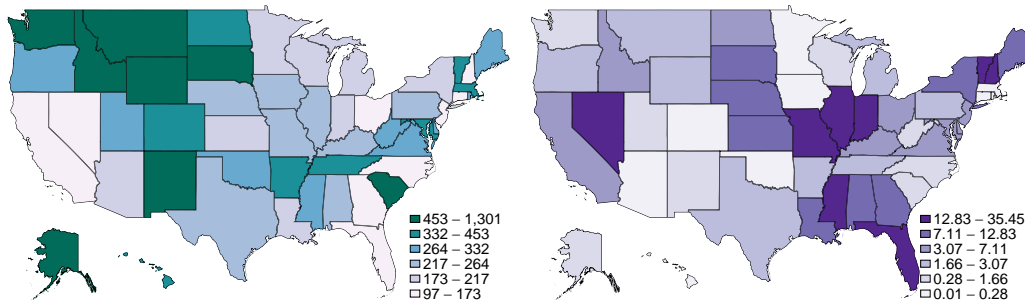 453 – 1,301
332 – 453
264 – 332
217 – 264
173 – 217
97 – 173
12.83 – 35.45
7.11 – 12.83
3.07 – 7.11
1.66 – 3.07
0.28 – 1.66
0.01 – 0.28